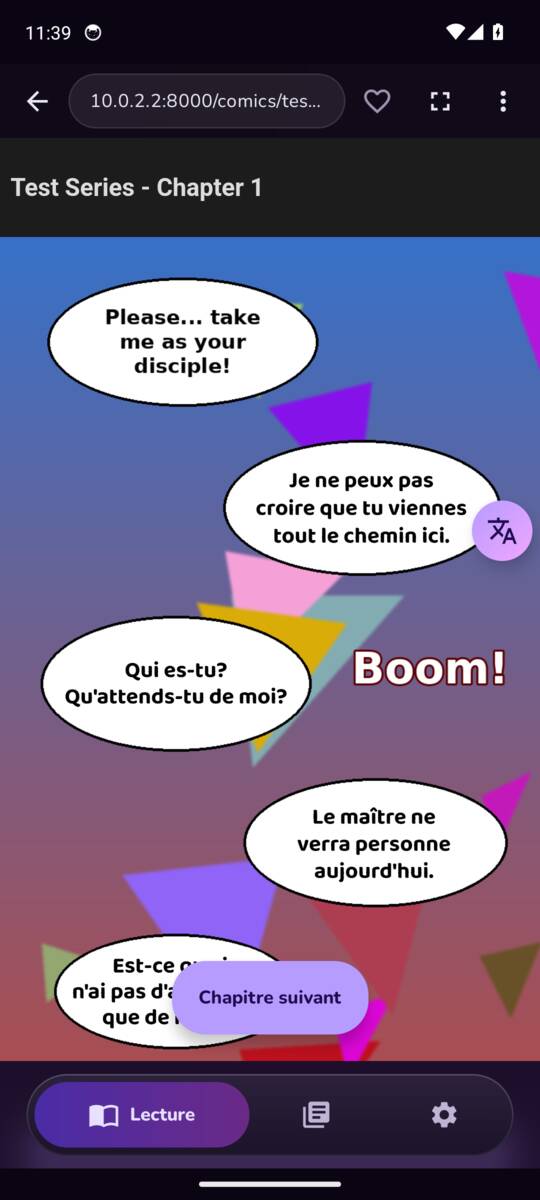 11:39
10.0.2.2:8000/comics/tes...
Test Series - Chapter 1
Please... take
me as your
disciple!
Je ne peux pas
croire que tu viennes
tout le chemin ici.
Qui es-tu?
Qu'attends-tu de moi?
Boom!
Le maître ne
verra personne
aujourd'hui.
Est-ce
n'ai pas
que de
Chapitre suivant
Lecture